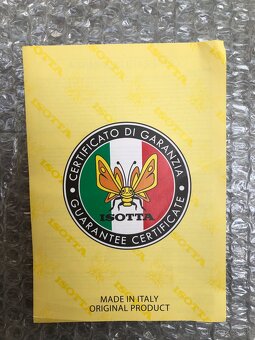 CERTIFICATO DI GARANZIA
ISOTTA
GUARANTEE CERTIFICATE
MADE IN ITALY
ORIGINAL PRODUCT